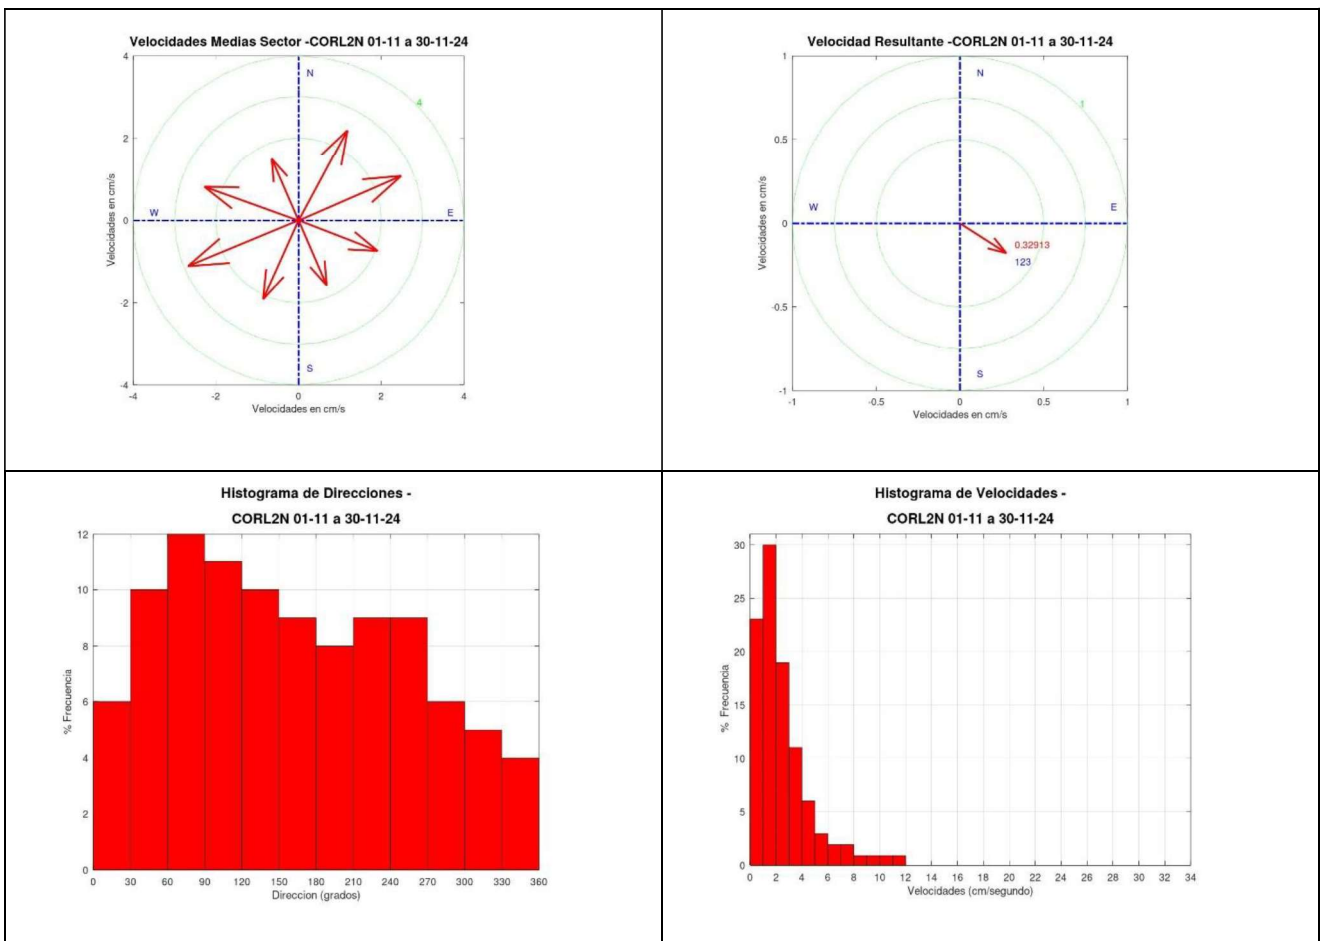 Velocidades Medias Sector -CORL2N 01-11 a 30-11-24
4
N
4
2
Velocidades en cm/s
W
E
0
-2
S
-4
-4 -2 0 2 4
Velocidades en cm/s
Velocidad Resultante -CORL2N 01-11 a 30-11-24
1
N
1
0.5
Velocidades en cm/s
W
E
0
0.32913
123
-0.5
S
-1
-1 -0.5 0 0.5 1
Velocidades en cm/s
Histograma de Direcciones -
CORL2N 01-11 a 30-11-24
12
10
8
6
% Frecuencia
4
2
0
0 30 60 90 120 150 180 210 240 270 300 330 360
Direccion (grados)
Histograma de Velocidades -
CORL2N 01-11 a 30-11-24
30
25
20
15
% Frecuencia
10
5
0
0 2 4 6 8 10 12 14 16 18 20 22 24 26 28 30 32 34
Velocidades (cm/segundo)